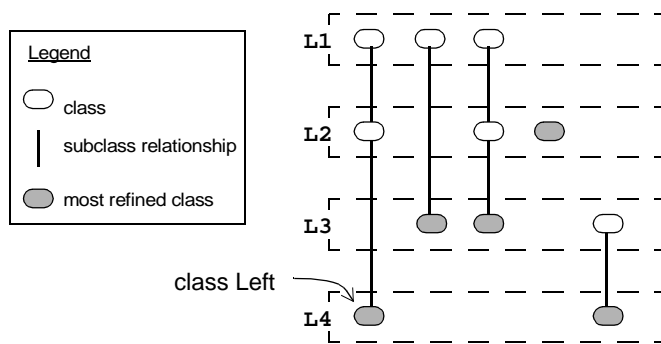 Legend
class
subclass relationship
most refined class
L1
L2
L3
class Left
L4